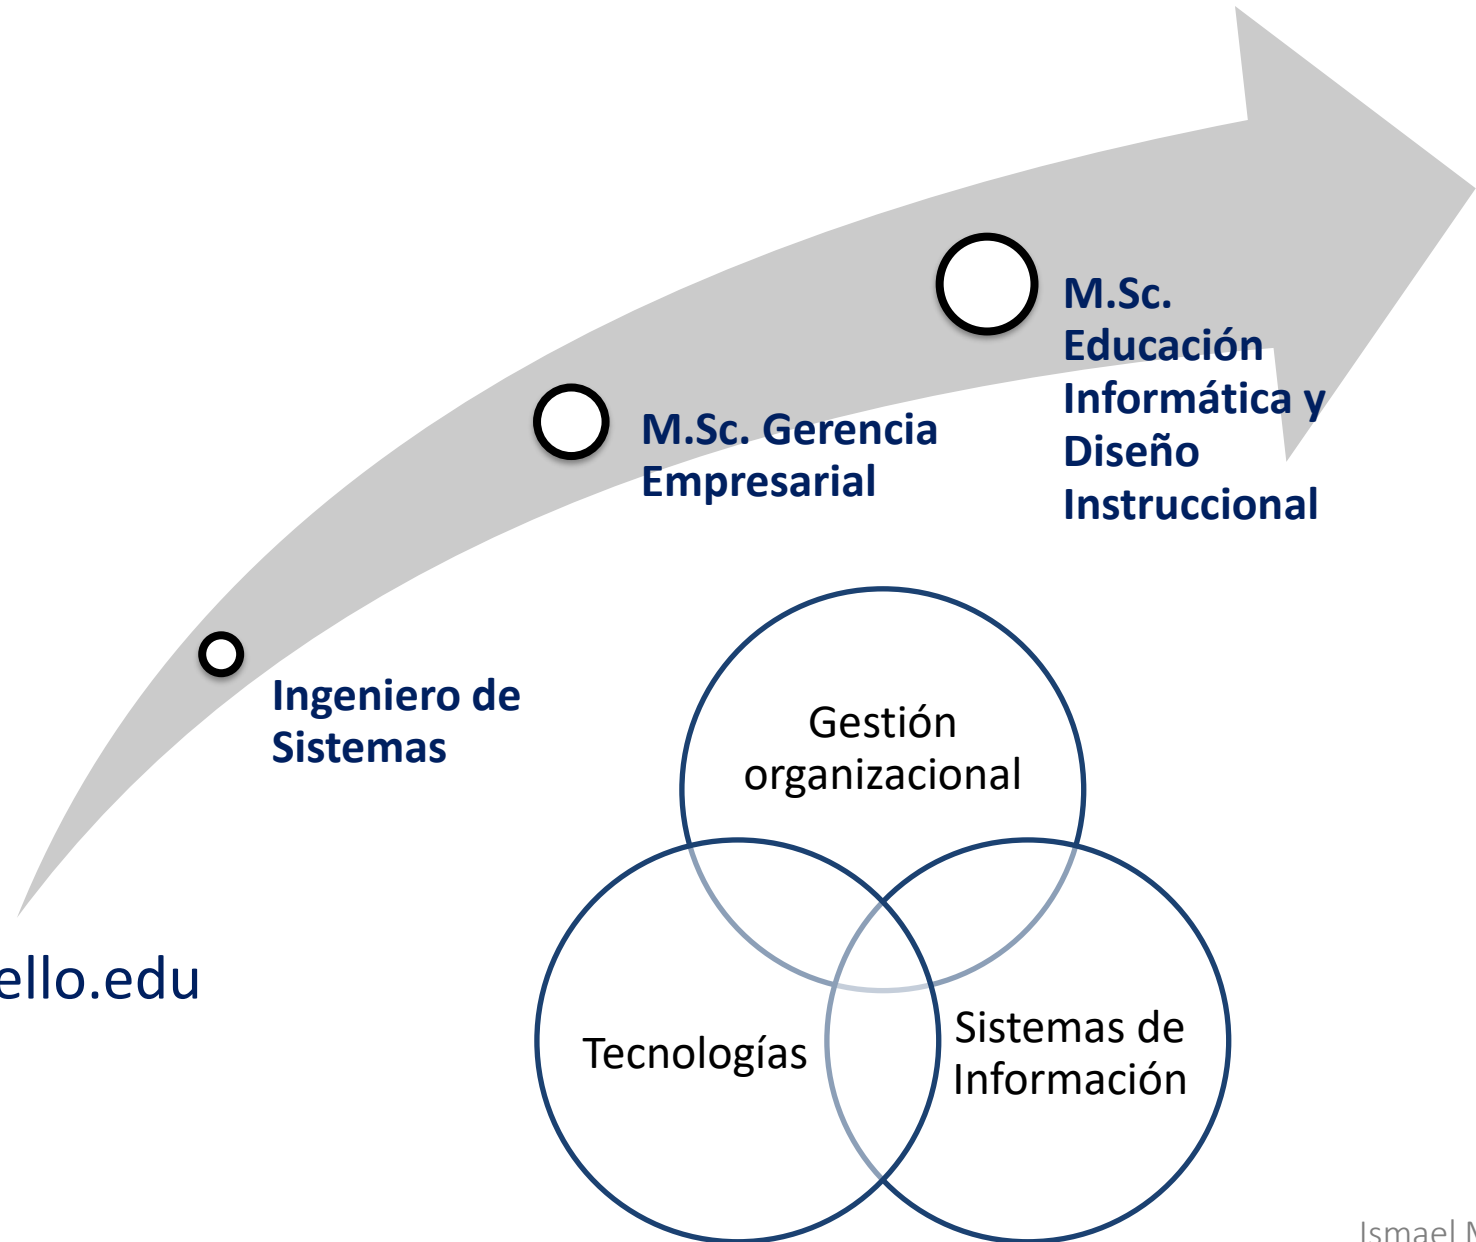 M.Sc.
Educación
Informática y
Diseño
Instruccional
M.Sc. Gerencia
Empresarial
Ingeniero de
Sistemas
Gestión
organizacional
ello.edu
Tecnologías
Sistemas de
Información
Ismael M